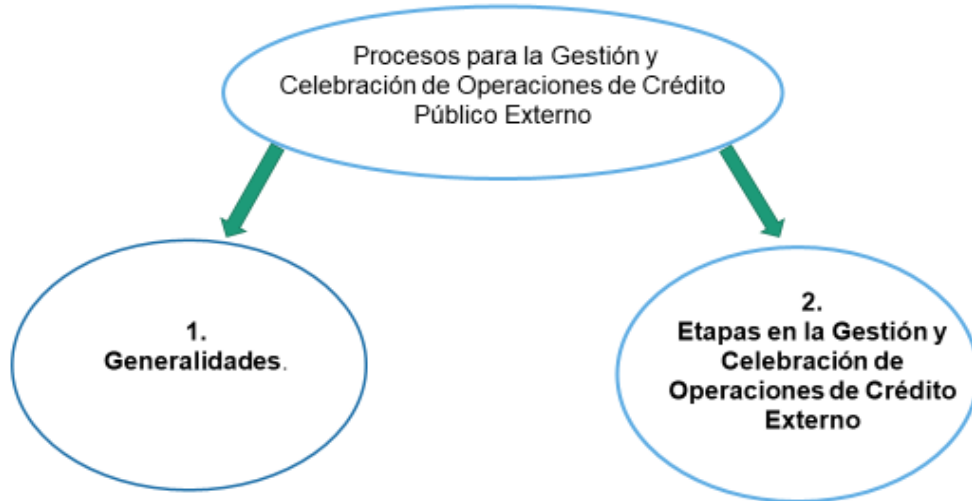 Procesos para la Gestión y
Celebración de Operaciones de Crédito
Público Externo
1.
Generalidades.
2.
Etapas en la Gestión y
Celebración de
Operaciones de Crédito
Externo